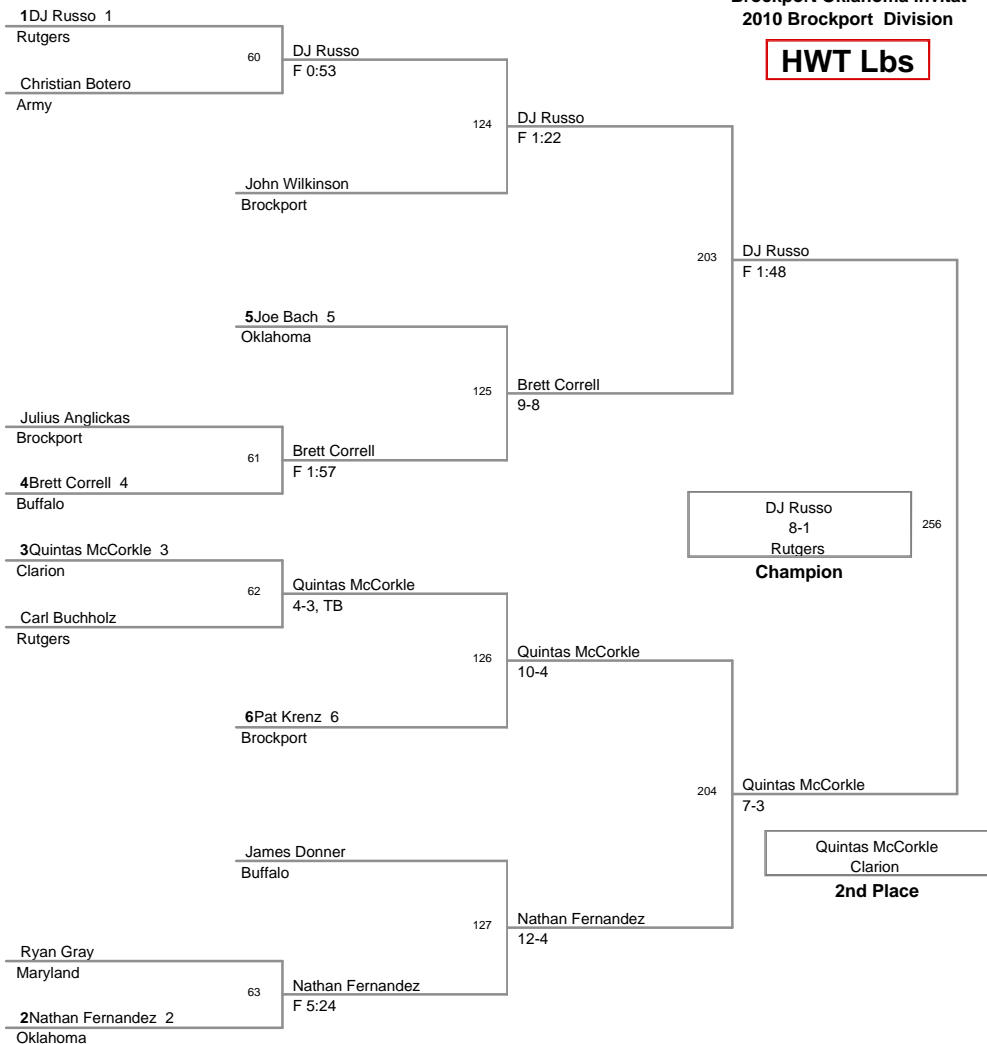 Brockport Oklahoma Invitat
2010 Brockport Division
HWT Lbs
1DJ Russo 1
Rutgers
60
DJ Russo
F 0:53
Christian Botero
Army
124
DJ Russo
F 1:22
John Wilkinson
Brockport
203
DJ Russo
F 1:48
5Joe Bach 5
Oklahoma
125
Brett Correll
9-8
Julius Anglickas
Brockport
61
Brett Correll
F 1:57
4Brett Correll 4
Buffalo
DJ Russo
8-1
Rutgers
Champion
256
3Quintas McCorkle 3
Clarion
62
Quintas McCorkle
4-3, TB
Carl Buchholz
Rutgers
126
Quintas McCorkle
10-4
6Pat Krenz 6
Brockport
204
Quintas McCorkle
7-3
James Donner
Buffalo
Quintas McCorkle
Clarion
2nd Place
127
Nathan Fernandez
12-4
Ryan Gray
Maryland
63
Nathan Fernandez
F 5:24
2Nathan Fernandez 2
Oklahoma